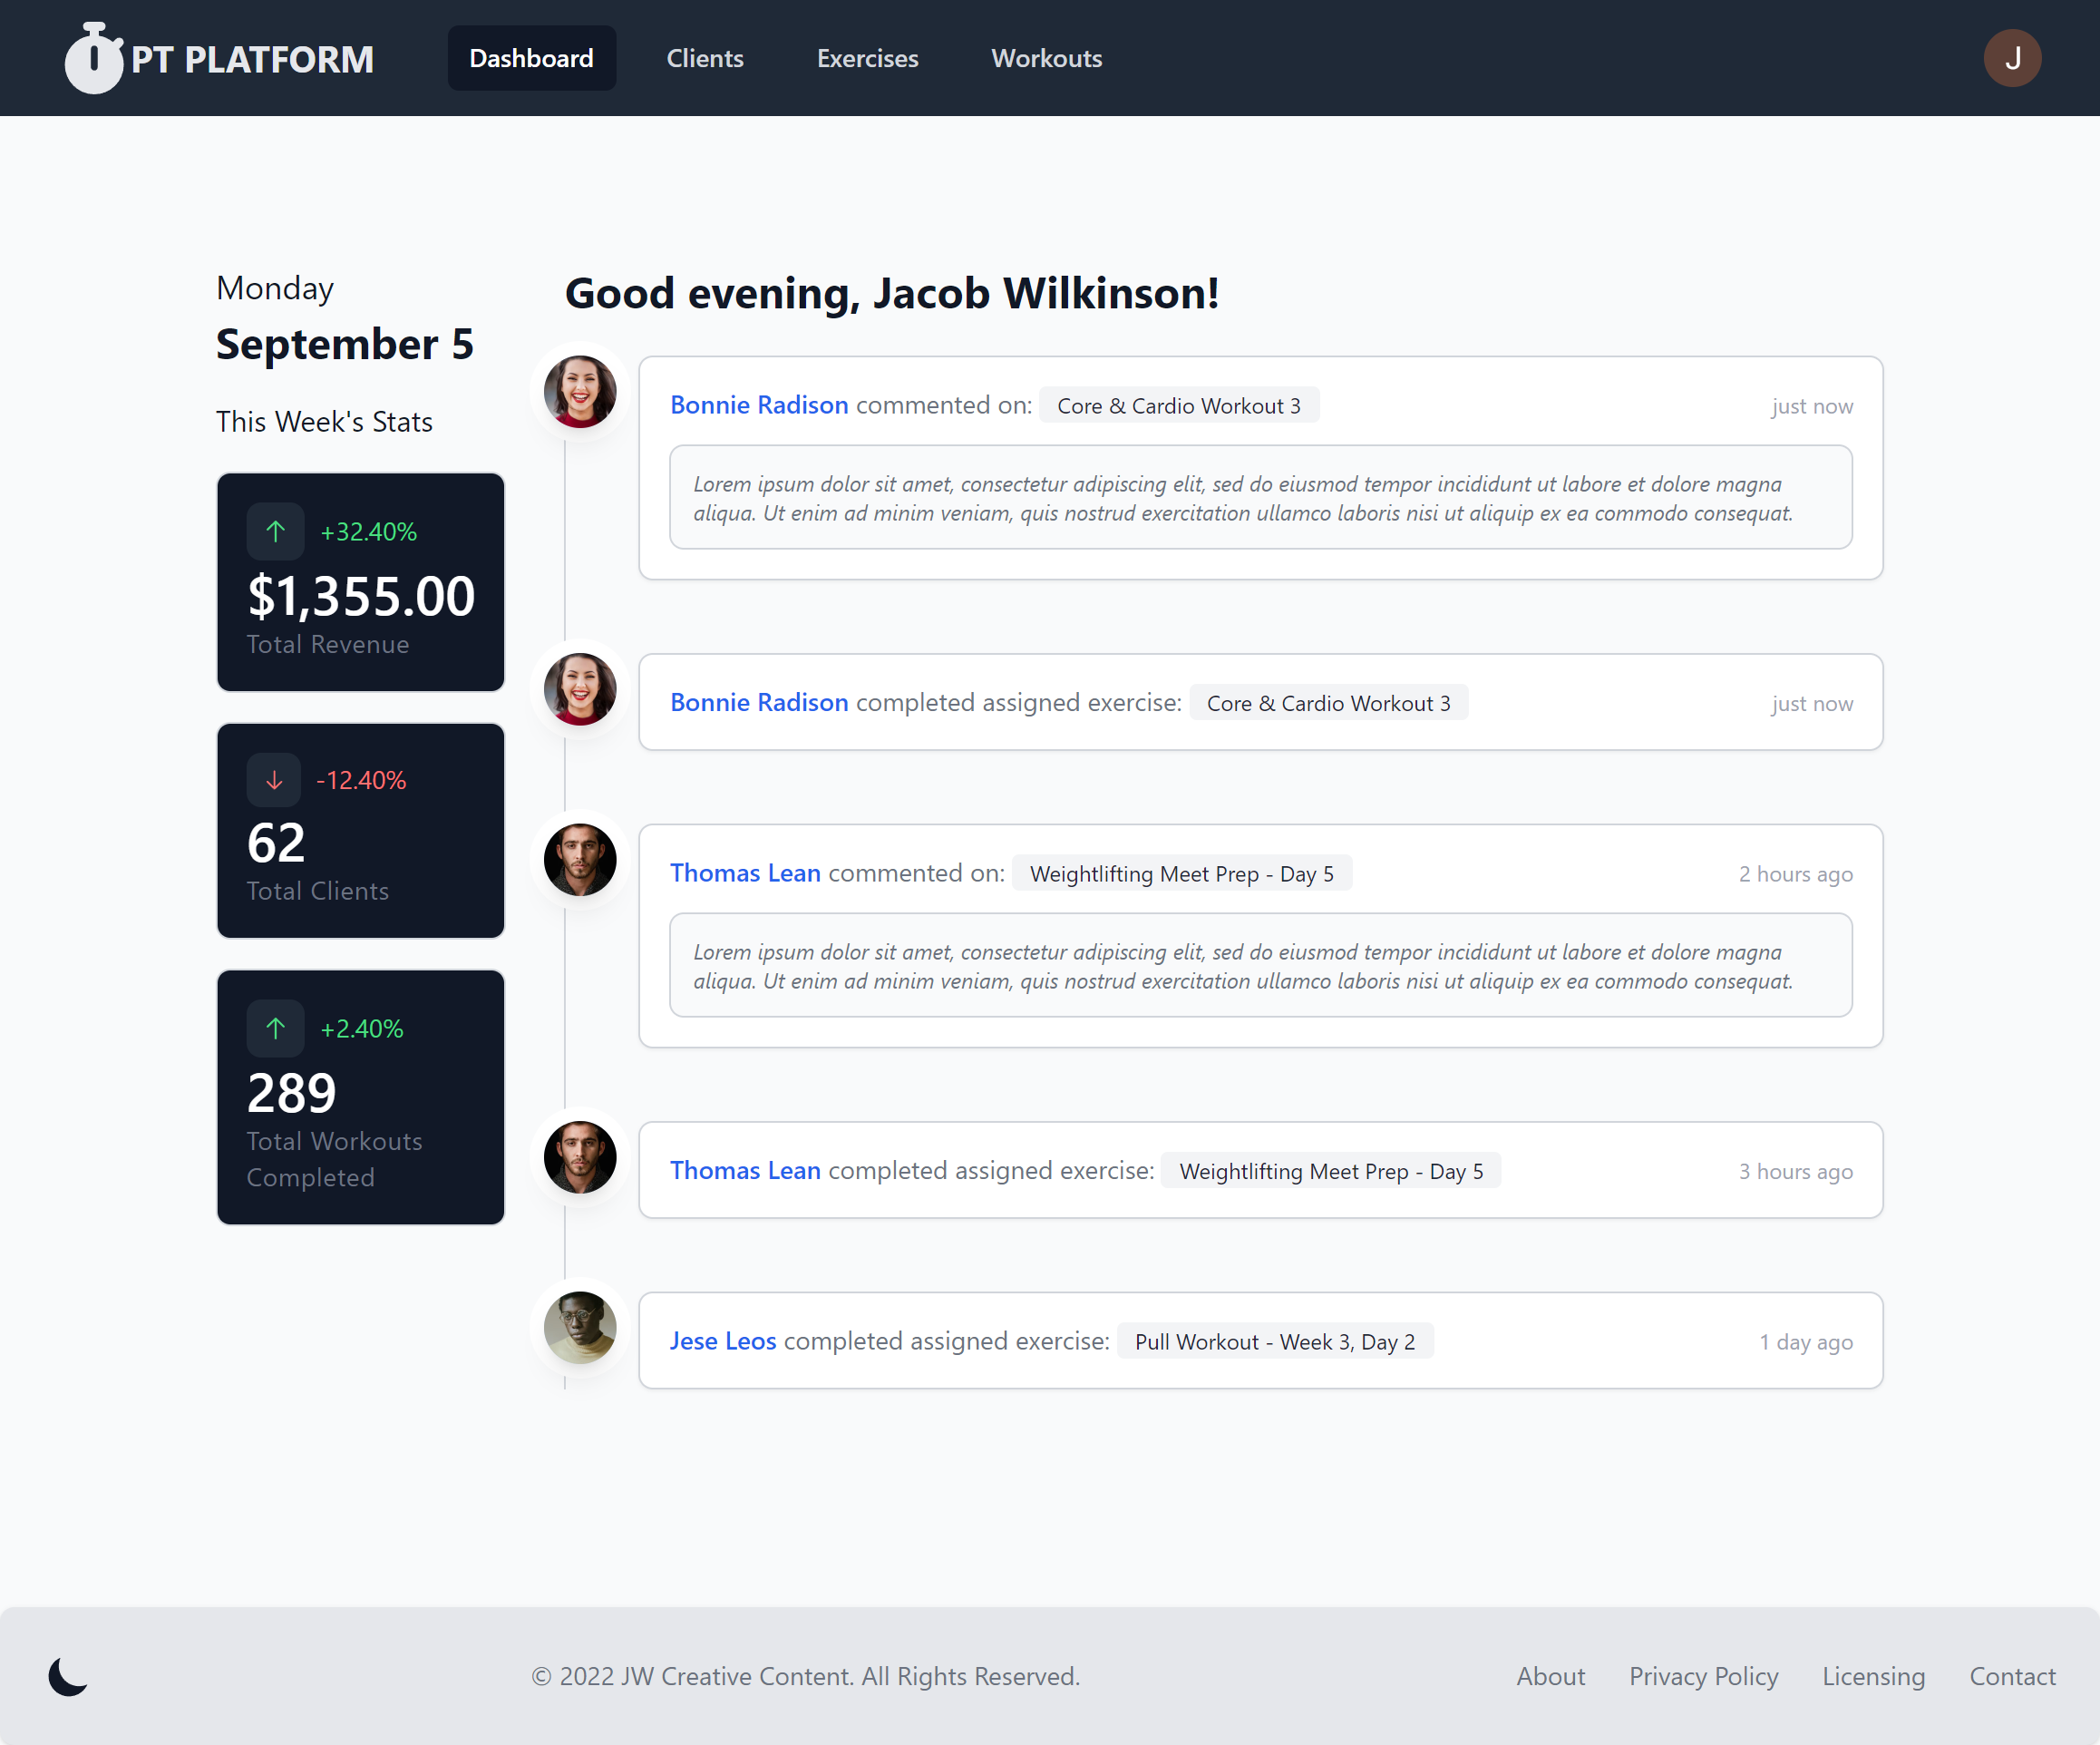 PT PLATFORM
Dashboard
Clients
Exercises
Workouts
J
Monday
September 5
This Week's Stats
+32.40%
$1,355.00
Total Revenue
-12.40%
62
Total Clients
+2.40%
289
Total Workouts
Completed
Good evening, Jacob Wilkinson!
Bonnie Radison commented on: Core & Cardio Workout 3
just now
Lorem ipsum dolor sit amet, consectetur adipiscing elit, sed do eiusmod tempor incididunt ut labore et dolore magna
aliqua. Ut enim ad minim veniam, quis nostrud exercitation ullamco laboris nisi ut aliquip ex ea commodo consequat.
Bonnie Radison completed assigned exercise: Core & Cardio Workout 3
just now
Thomas Lean commented on: Weightlifting Meet Prep - Day 5
2 hours ago
Lorem ipsum dolor sit amet, consectetur adipiscing elit, sed do eiusmod tempor incididunt ut labore et dolore magna
aliqua. Ut enim ad minim veniam, quis nostrud exercitation ullamco laboris nisi ut aliquip ex ea commodo consequat.
Thomas Lean completed assigned exercise: Weightlifting Meet Prep - Day 5
3 hours ago
Jese Leos completed assigned exercise: Pull Workout - Week 3, Day 2
1 day ago
© 2022 JW Creative Content. All Rights Reserved.
About
Privacy Policy
Licensing
Contact